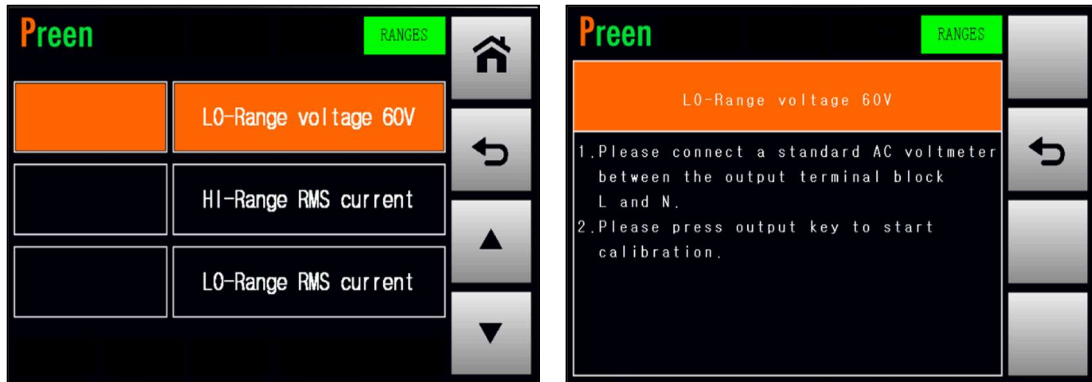 Preen
RANGES
LO-Range voltage 60V
HI-Range RMS current
LO-Range RMS current
Preen
RANGES
LO-Range voltage 60V
1.Please connect a standard AC voltmeter
between the output terminal block
L and N.
2.Please press output key to start
calibration.